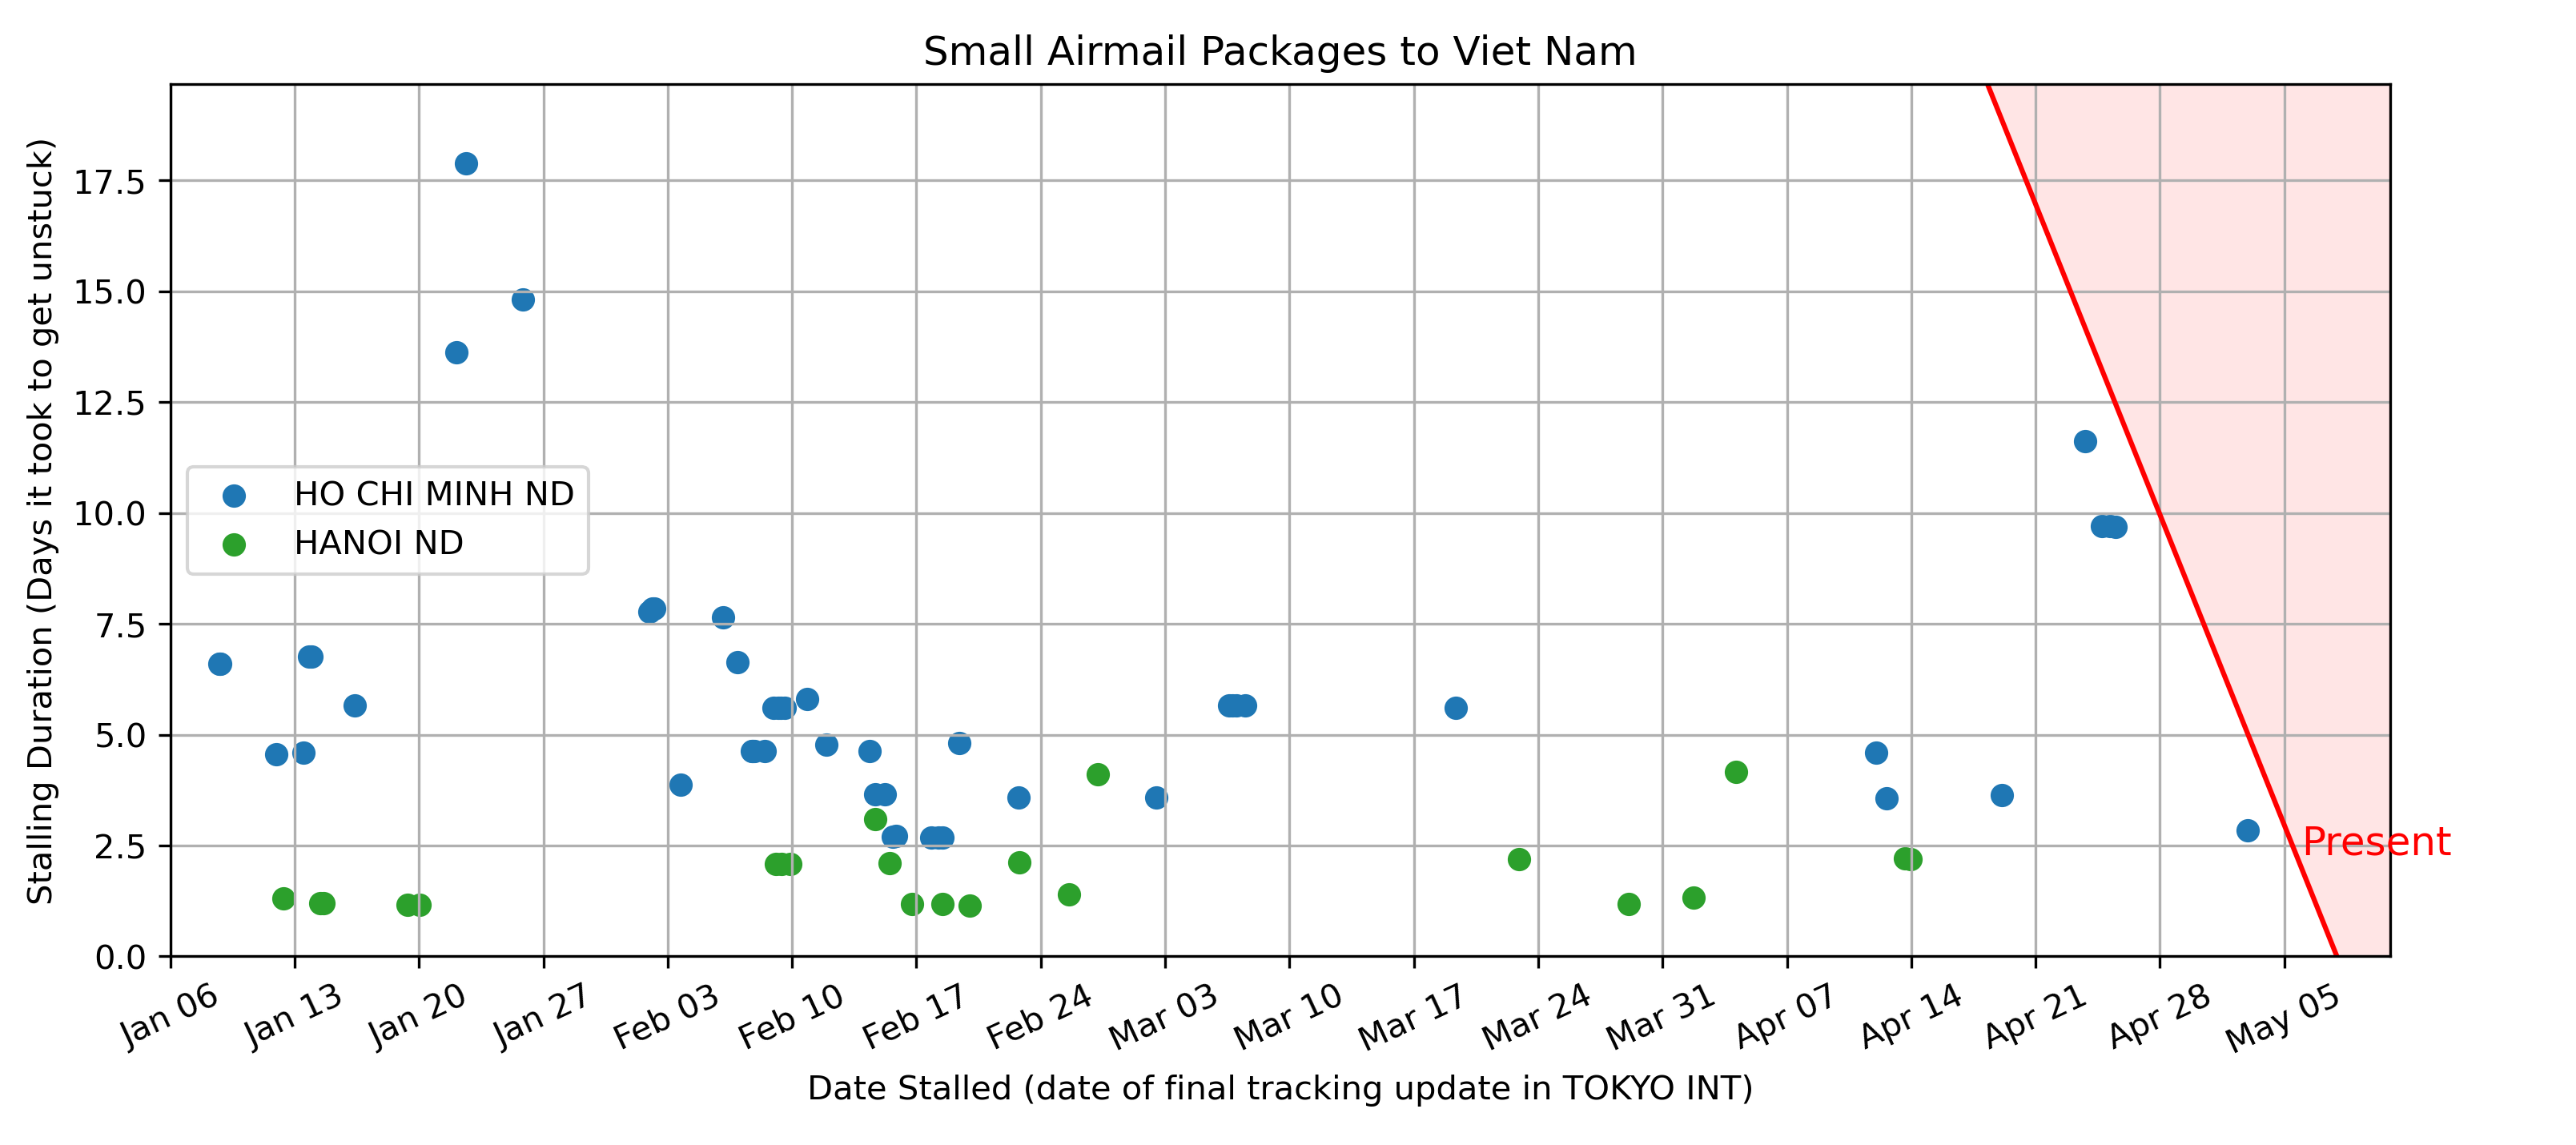 Small Airmail Packages to Viet Nam
Stalling Duration (Days it took to get unstuck)
17.5
15.0
12.5
10.0
7.5
5.0
2.5
0.0
HO CHI MINH ND
HANOI ND
Present
Jan 06
Jan 13
Jan 20
Jan 27
Feb 03
Feb 10
Feb 17
Feb 24
Mar 03
Mar 10
Mar 17
Mar 24
Mar 31
Apr 07
Apr 14
Apr 21
Apr 28
May 05
Date Stalled (date of final tracking update in TOKYO INT)